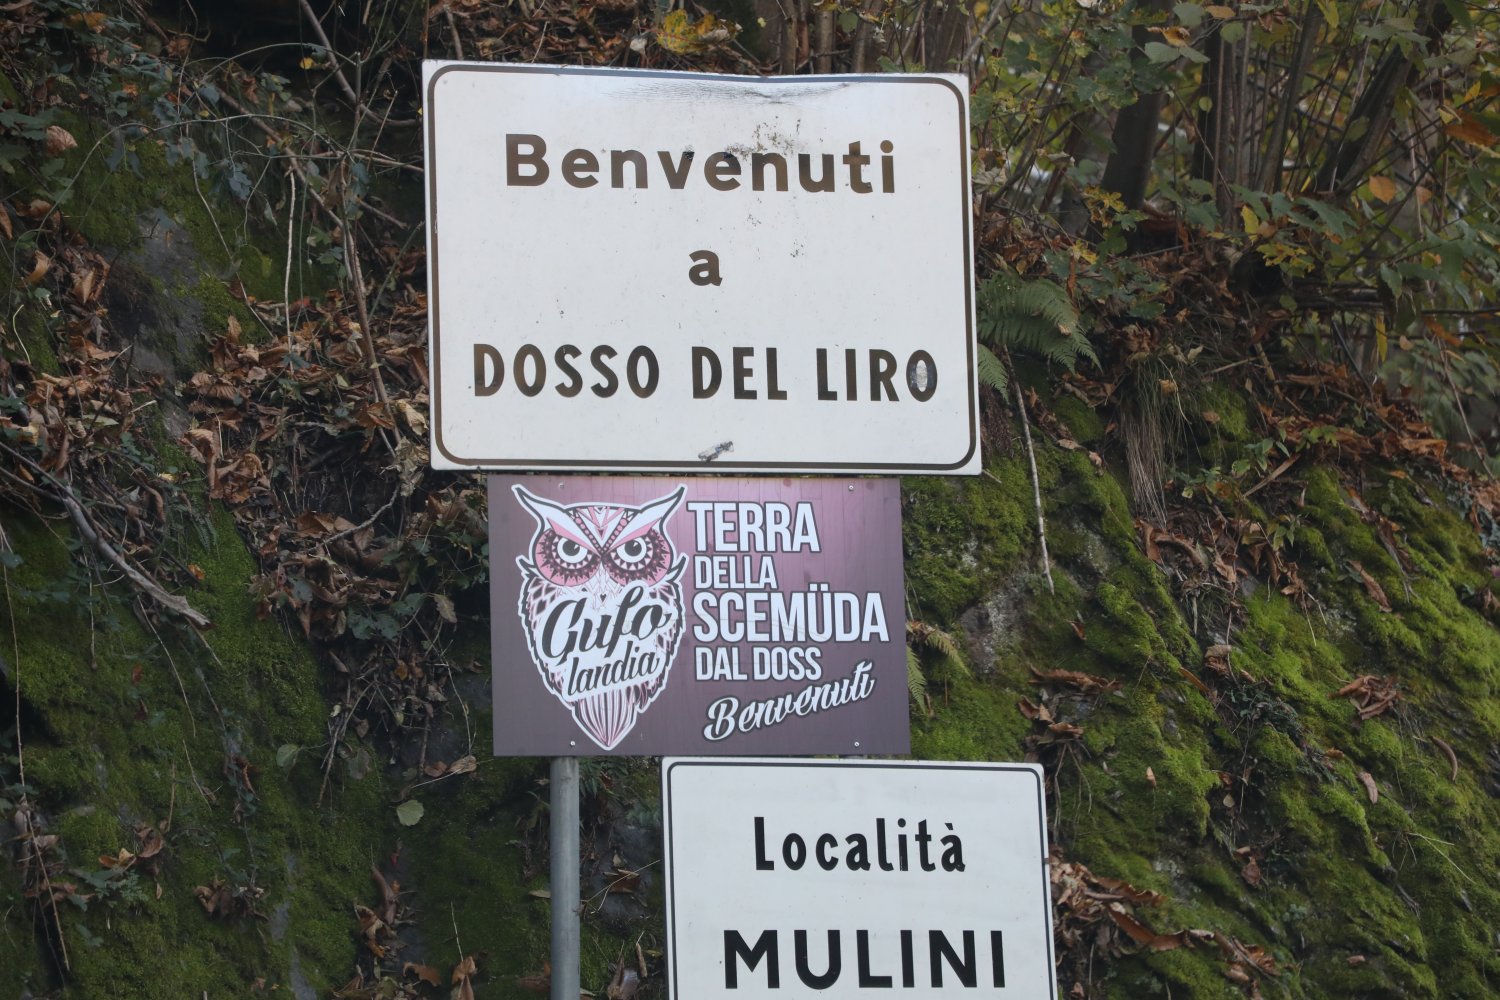 Benvenuti
a
DOSSO DEL LIRO
Gufo
landia
TERRA
DELLA
SCEMÜDA
DAL DOSS
Benvenuti
Località
MULINI